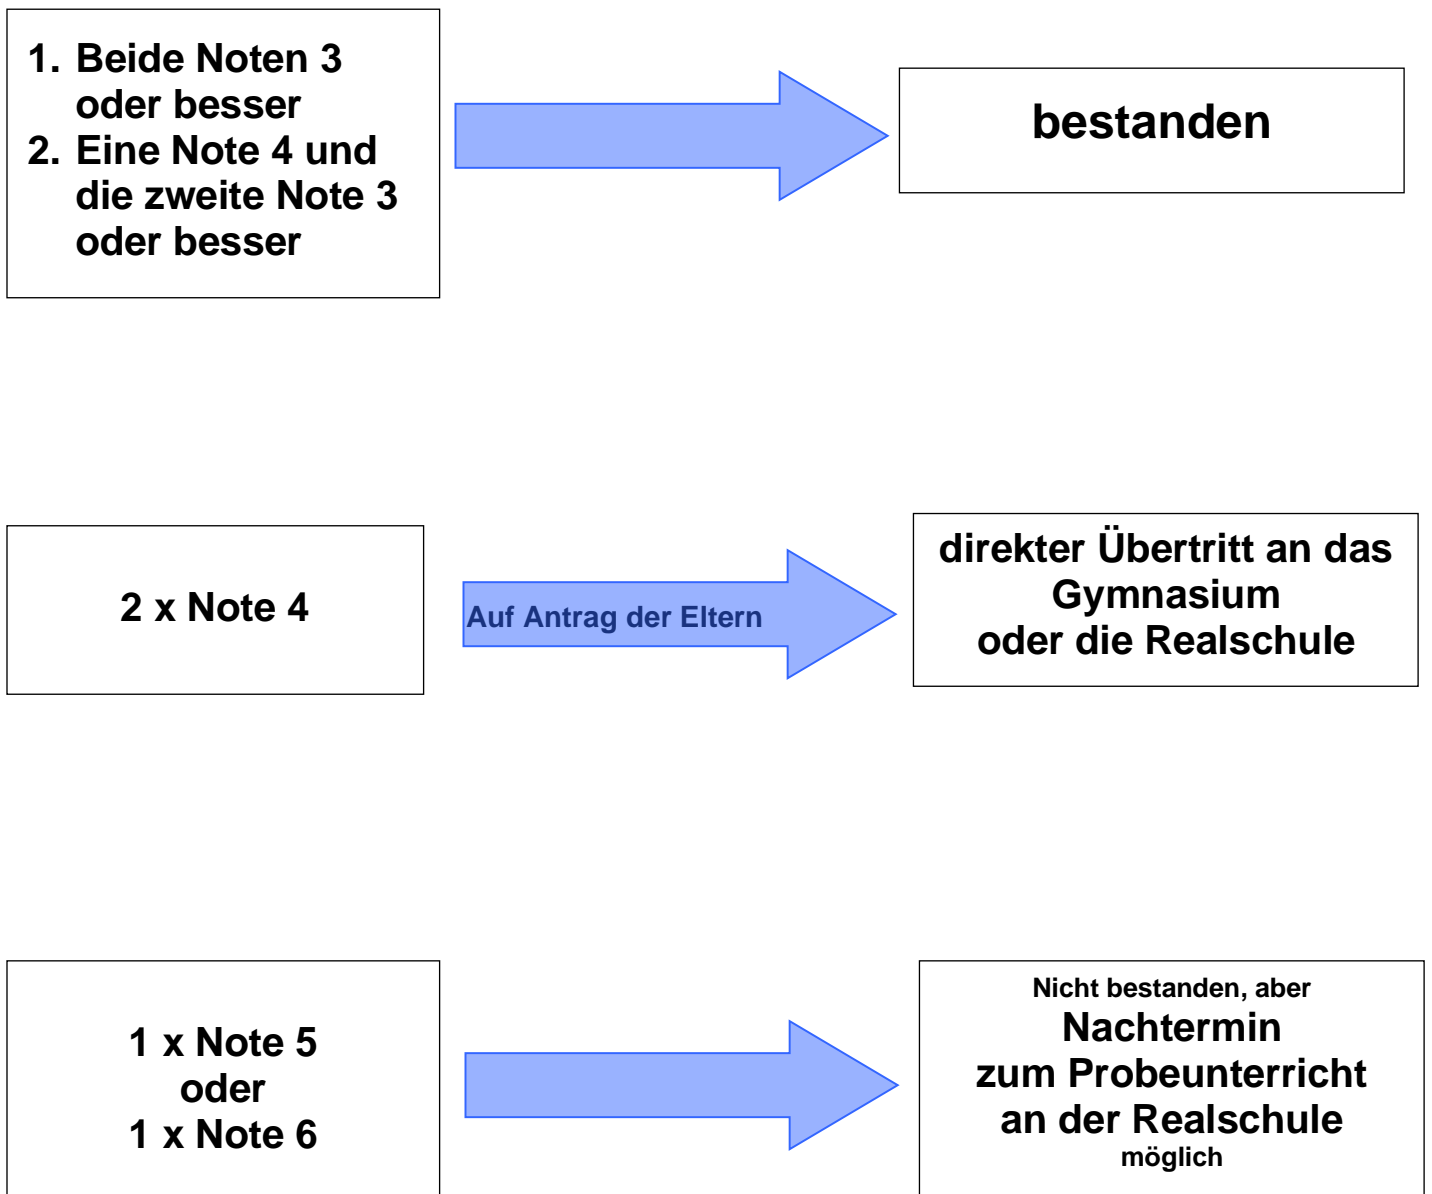 1. Beide Noten 3
oder besser
2. Eine Note 4 und
die zweite Note 3
oder besser
bestanden
2 x Note 4
Auf Antrag der Eltern
direkter Übertritt an das
Gymnasium
oder die Realschule
1 x Note 5
oder
1 x Note 6
Nicht bestanden, aber
Nachtermin
zum Probeunterricht
an der Realschule
möglich